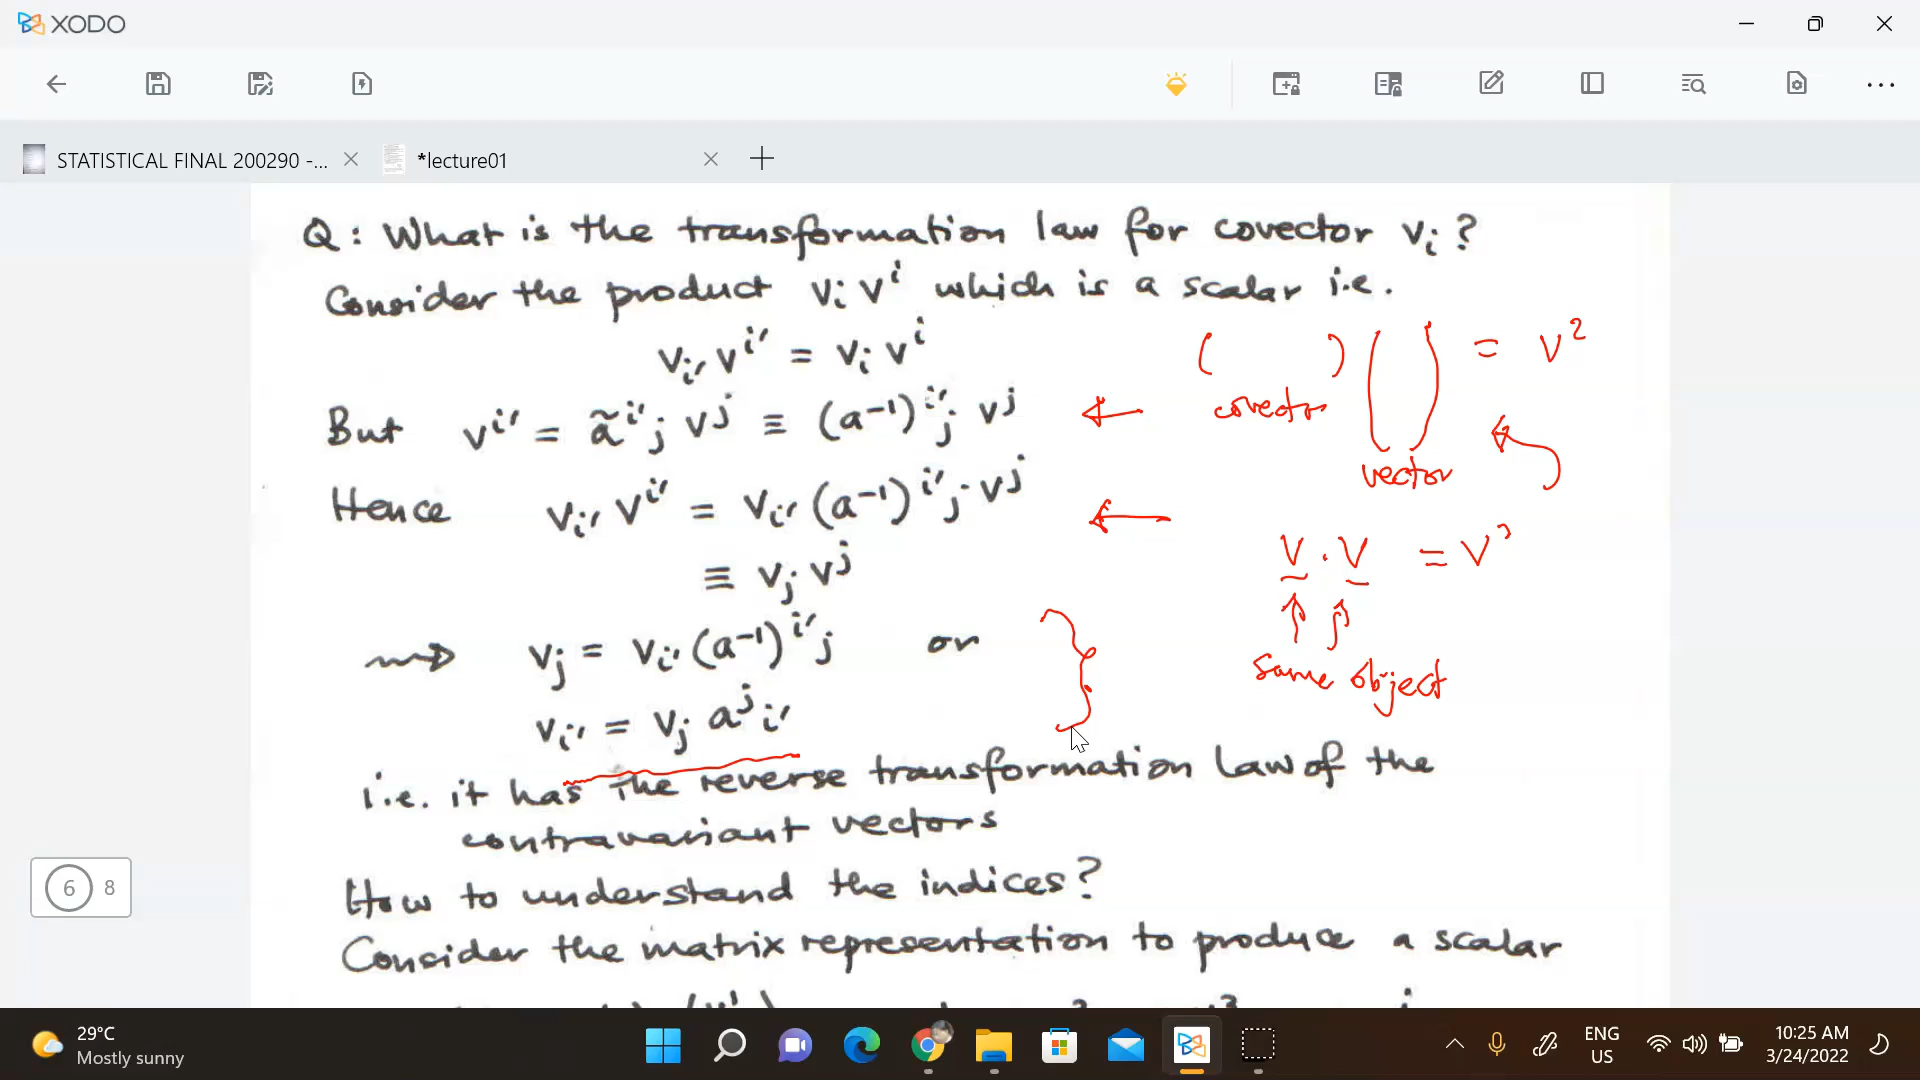 XODO
STATISTICAL FINAL 200290 -...
*lecture01
Q: What is the transformation law for covector vᵢ?
Consider the product vᵢ vⁱ which is a scalar i.e.
vᵢ' vⁱ' = vᵢ vⁱ
( ) ( ) = v²
covector
vector
But vⁱ' = ãⁱ'ⱼ vʲ ≡ (a⁻¹)ⁱ'ⱼ vʲ ←
Hence vᵢ' vⁱ' = vᵢ' (a⁻¹)ⁱ'ⱼ vʲ ←
≡ vⱼ vʲ
V · V = V²
same object
⇝ vⱼ = vᵢ' (a⁻¹)ⁱ'ⱼ or
vᵢ' = vⱼ aʲᵢ'
i.e. it has the reverse transformation law of the
contravariant vectors
How to understand the indices?
Consider the matrix representation to produce a scalar
6 8
29°C
Mostly sunny
ENG
US
10:25 AM
3/24/2022